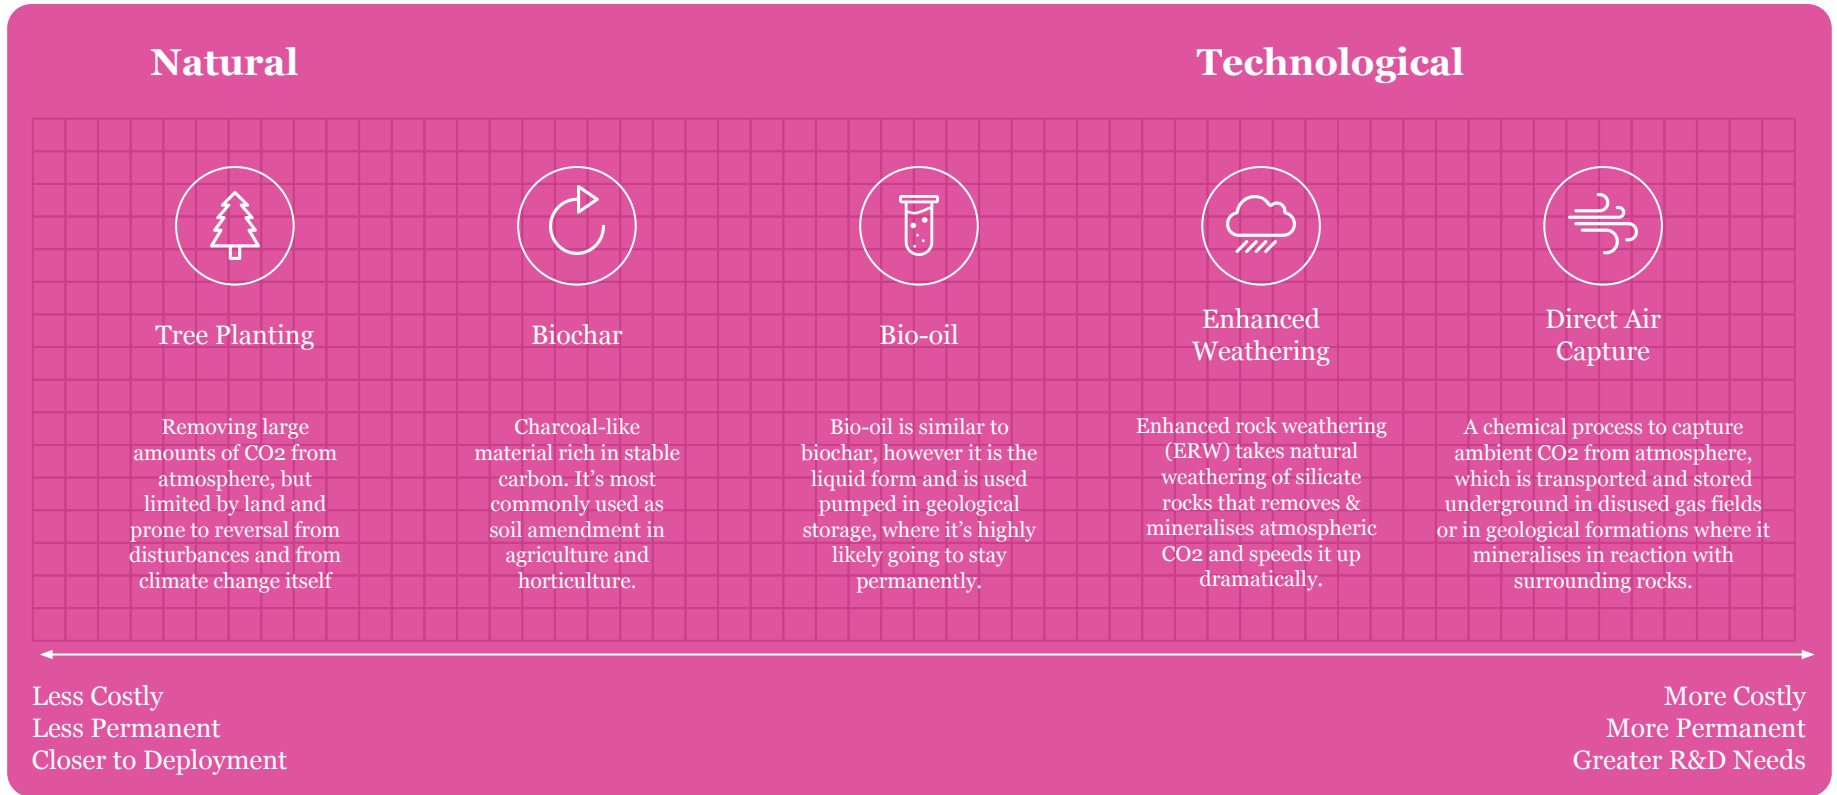 Natural
Technological
Tree Planting
Removing large
amounts of CO2 from
atmosphere, but
limited by land and
prone to reversal from
disturbances and from
climate change itself
Biochar
Charcoal-like
material rich in stable
carbon. It's most
commonly used as
soil amendment in
agriculture and
horticulture.
Bio-oil
Bio-oil is similar to
biochar, however it is the
liquid form and is used
pumped in geological
storage, where it's highly
likely going to stay
permanently.
Enhanced
Weathering
Enhanced rock weathering
(ERW) takes natural
weathering of silicate
rocks that removes &
mineralises atmospheric
CO2 and speeds it up
dramatically.
Direct Air
Capture
A chemical process to capture
ambient CO2 from atmosphere,
which is transported and stored
underground in disused gas fields
or in geological formations where it
mineralises in reaction with
surrounding rocks.
Less Costly
Less Permanent
Closer to Deployment
More Costly
More Permanent
Greater R&D Needs